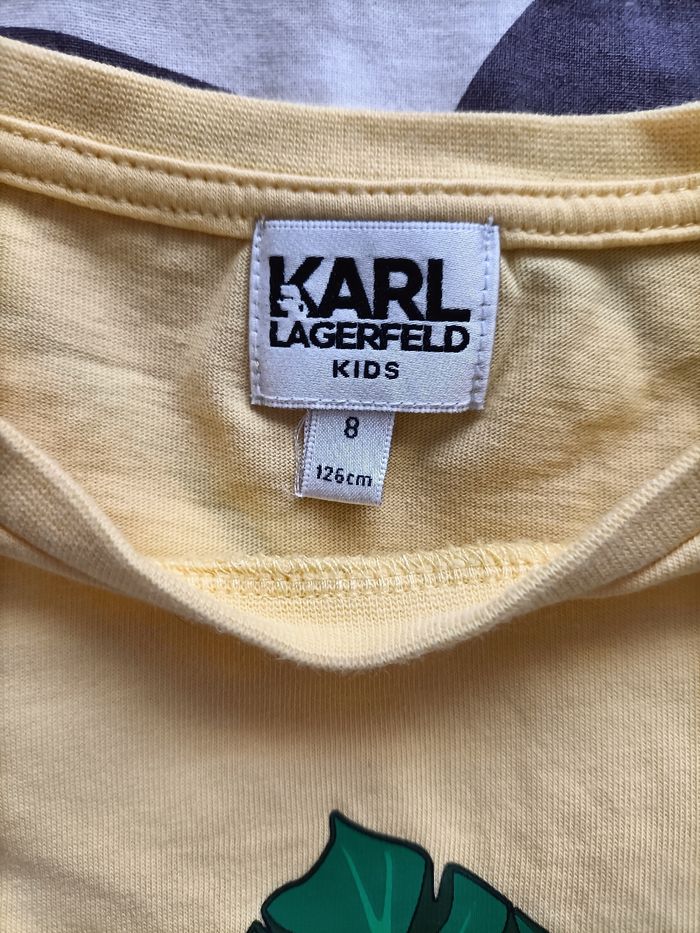 KARL
LAGERFELD
KIDS
8
126cm